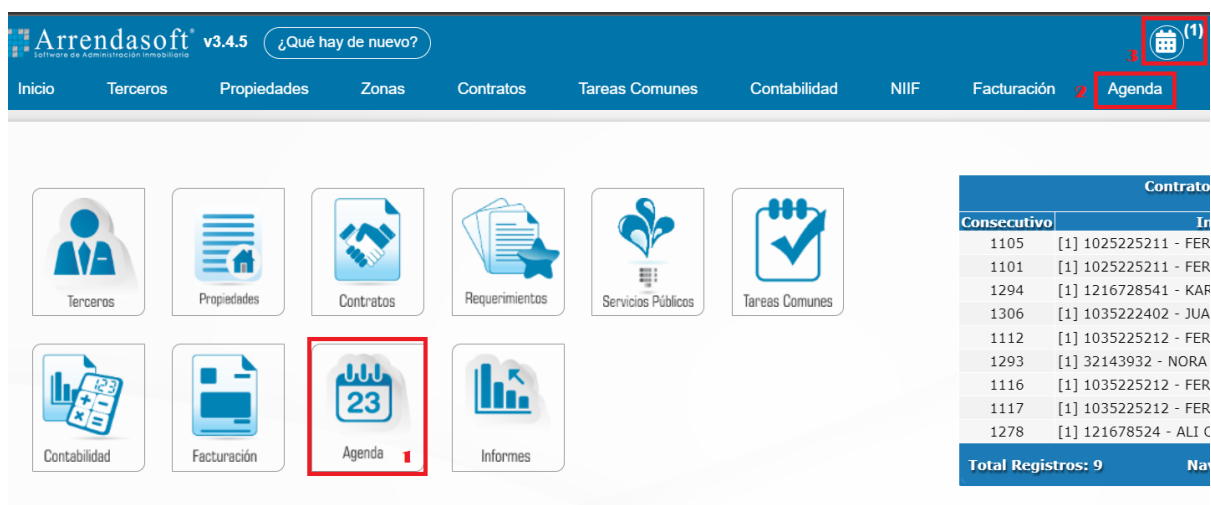 Arrendasoft® v3.4.5 ¿Qué hay de nuevo? (1)
Software de Administración Inmobiliaria
3
Inicio Terceros Propiedades Zonas Contratos Tareas Comunes Contabilidad NIIF Facturación 2 Agenda
Terceros Propiedades Contratos Requerimientos Servicios Públicos Tareas Comunes
123
23
Contabilidad Facturación Agenda 1 Informes
Contrato
Consecutivo In
1105 [1] 1025225211 - FER
1101 [1] 1025225211 - FER
1294 [1] 1216728541 - KAR
1306 [1] 1035222402 - JUA
1112 [1] 1035225212 - FER
1293 [1] 32143932 - NORA
1116 [1] 1035225212 - FER
1117 [1] 1035225212 - FER
1278 [1] 121678524 - ALI C
Total Registros: 9 Na